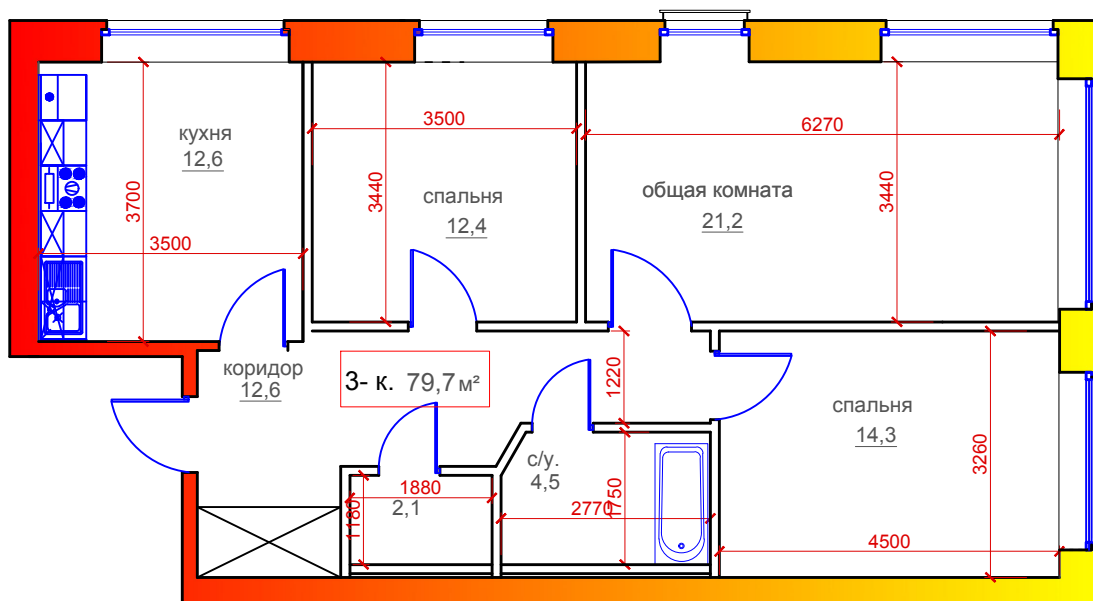 кухня
12,6
3700
3500
3500
3440
спальня
12,4
6270
3440
общая комната
21,2
коридор
12,6
3- к. 79,7 м²
1220
спальня
14,3
3260
4500
с/у.
4,5
1750
2770
1880
2,1
1180